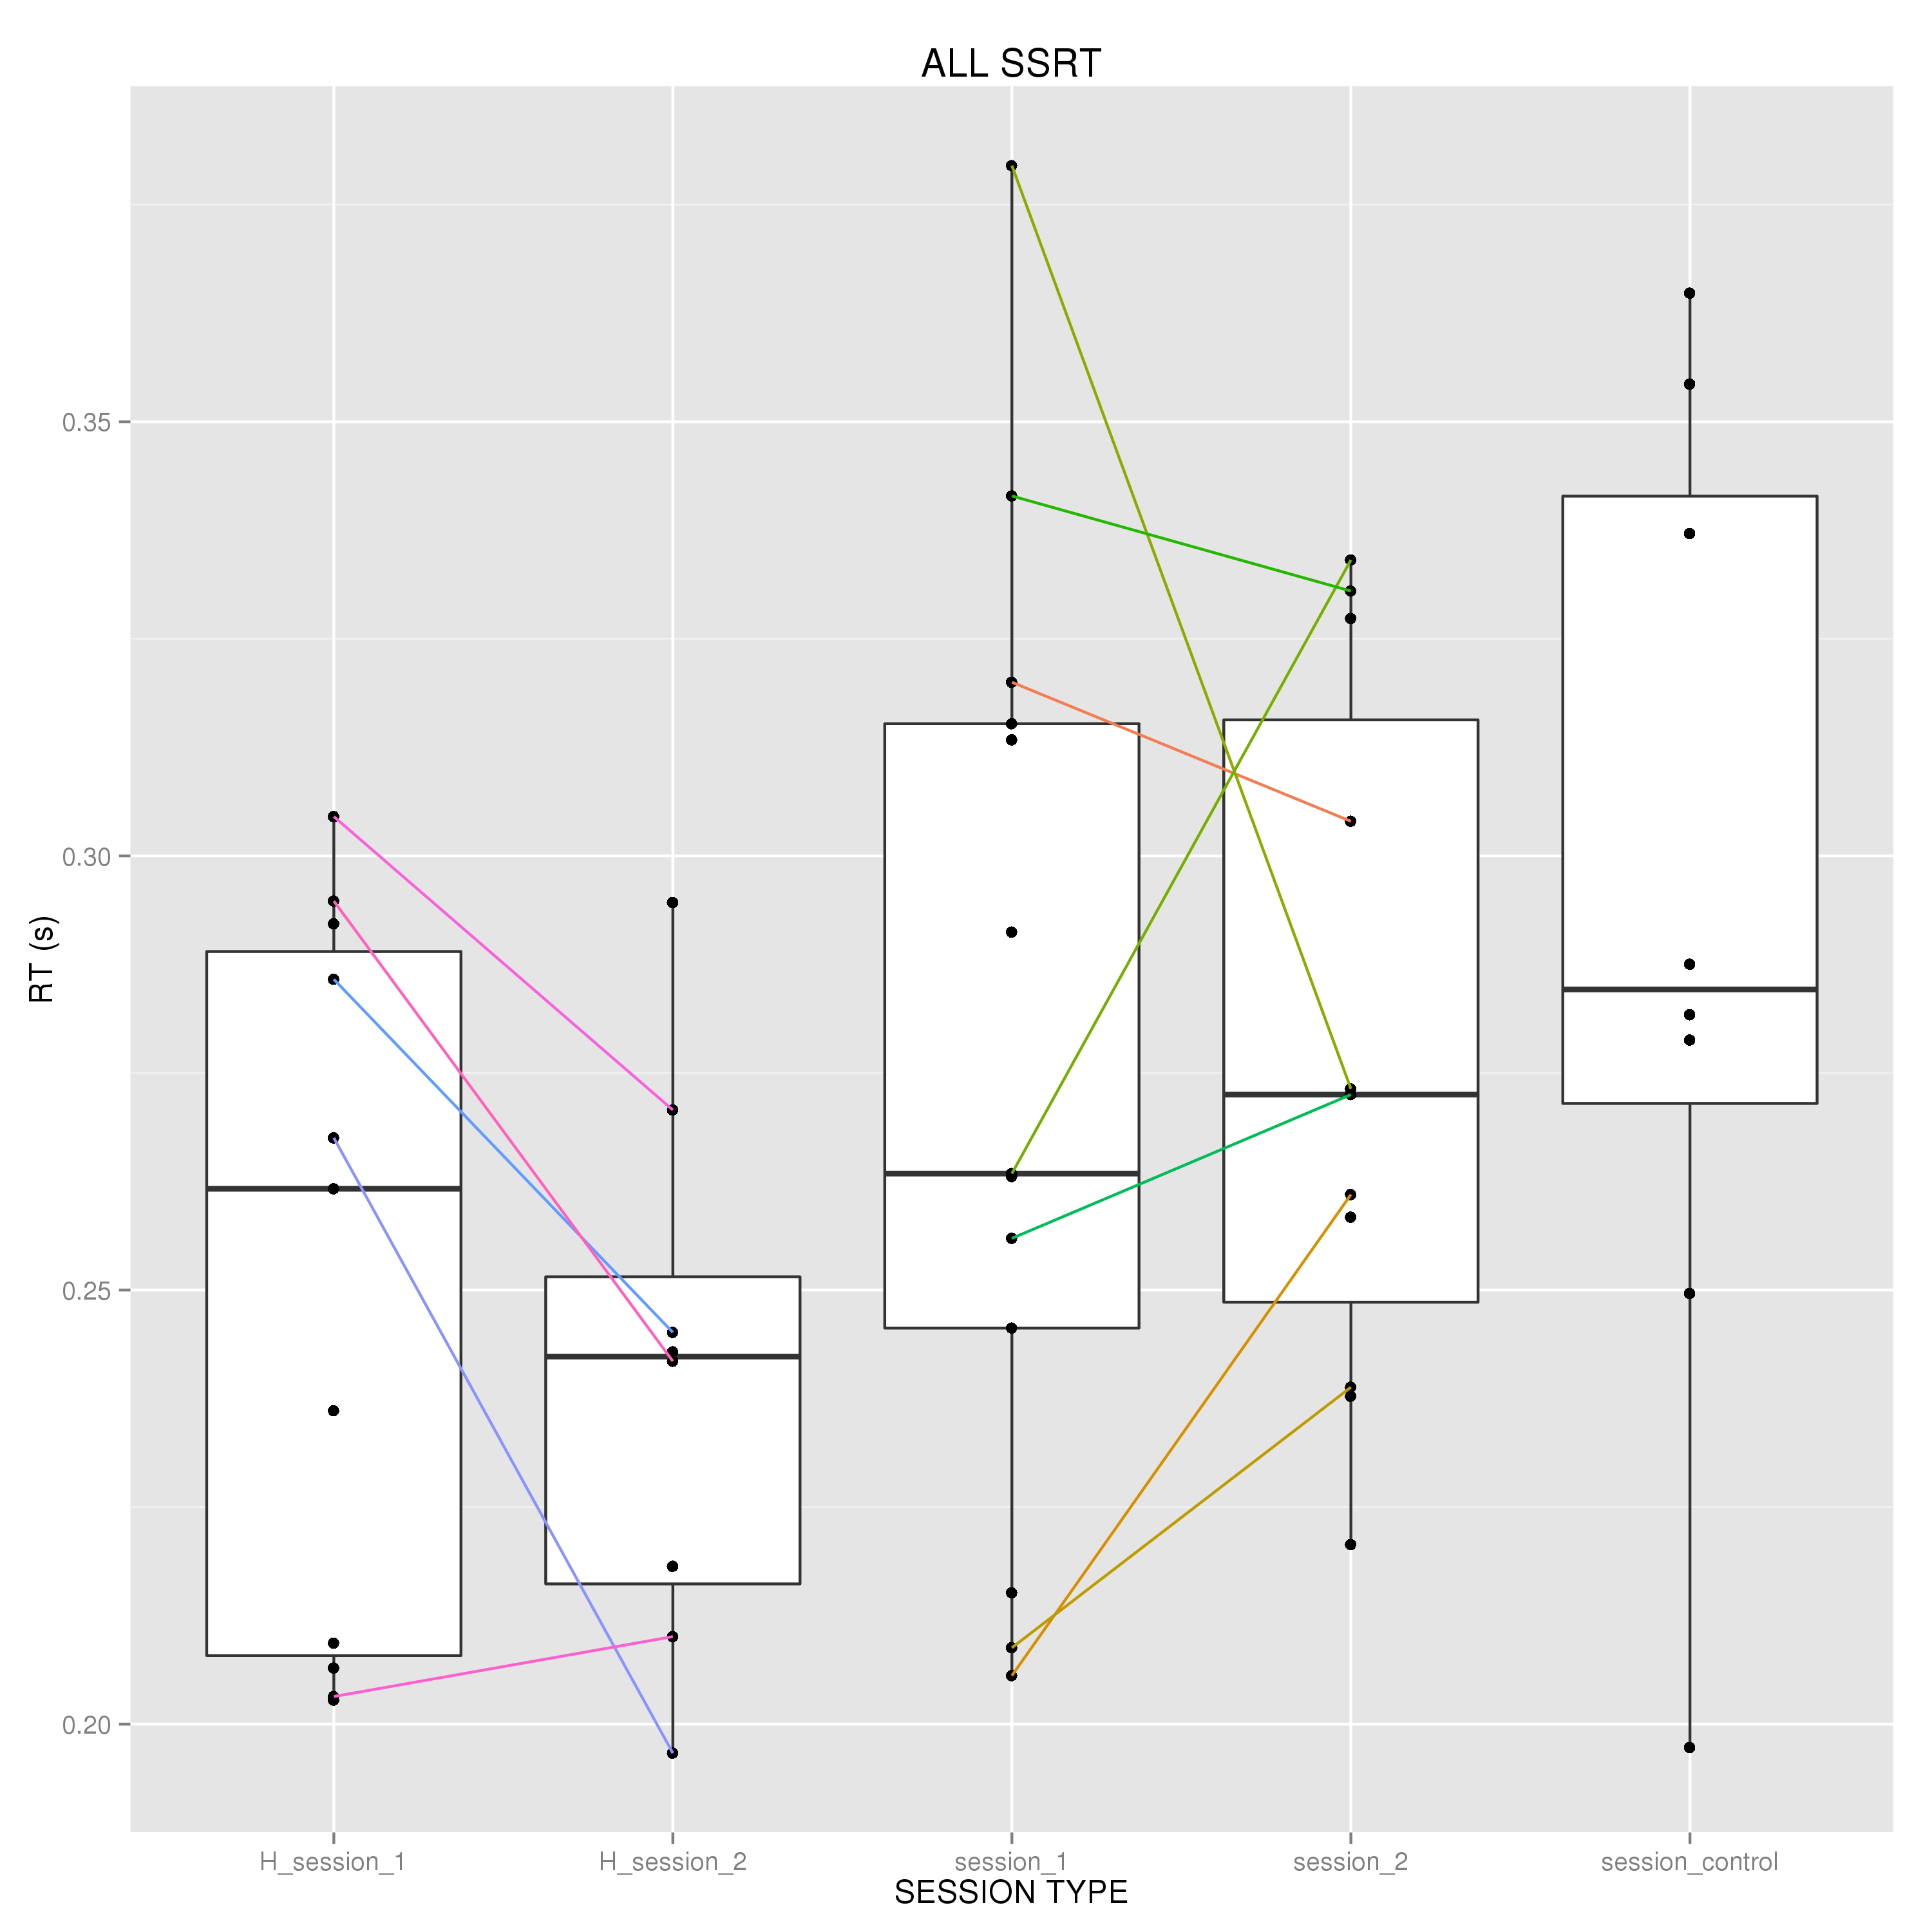 ALL SSRT
RT (s)
0.35
0.30
0.25
0.20
H_session_1
H_session_2
session_1
session_2
session_control
SESSION TYPE